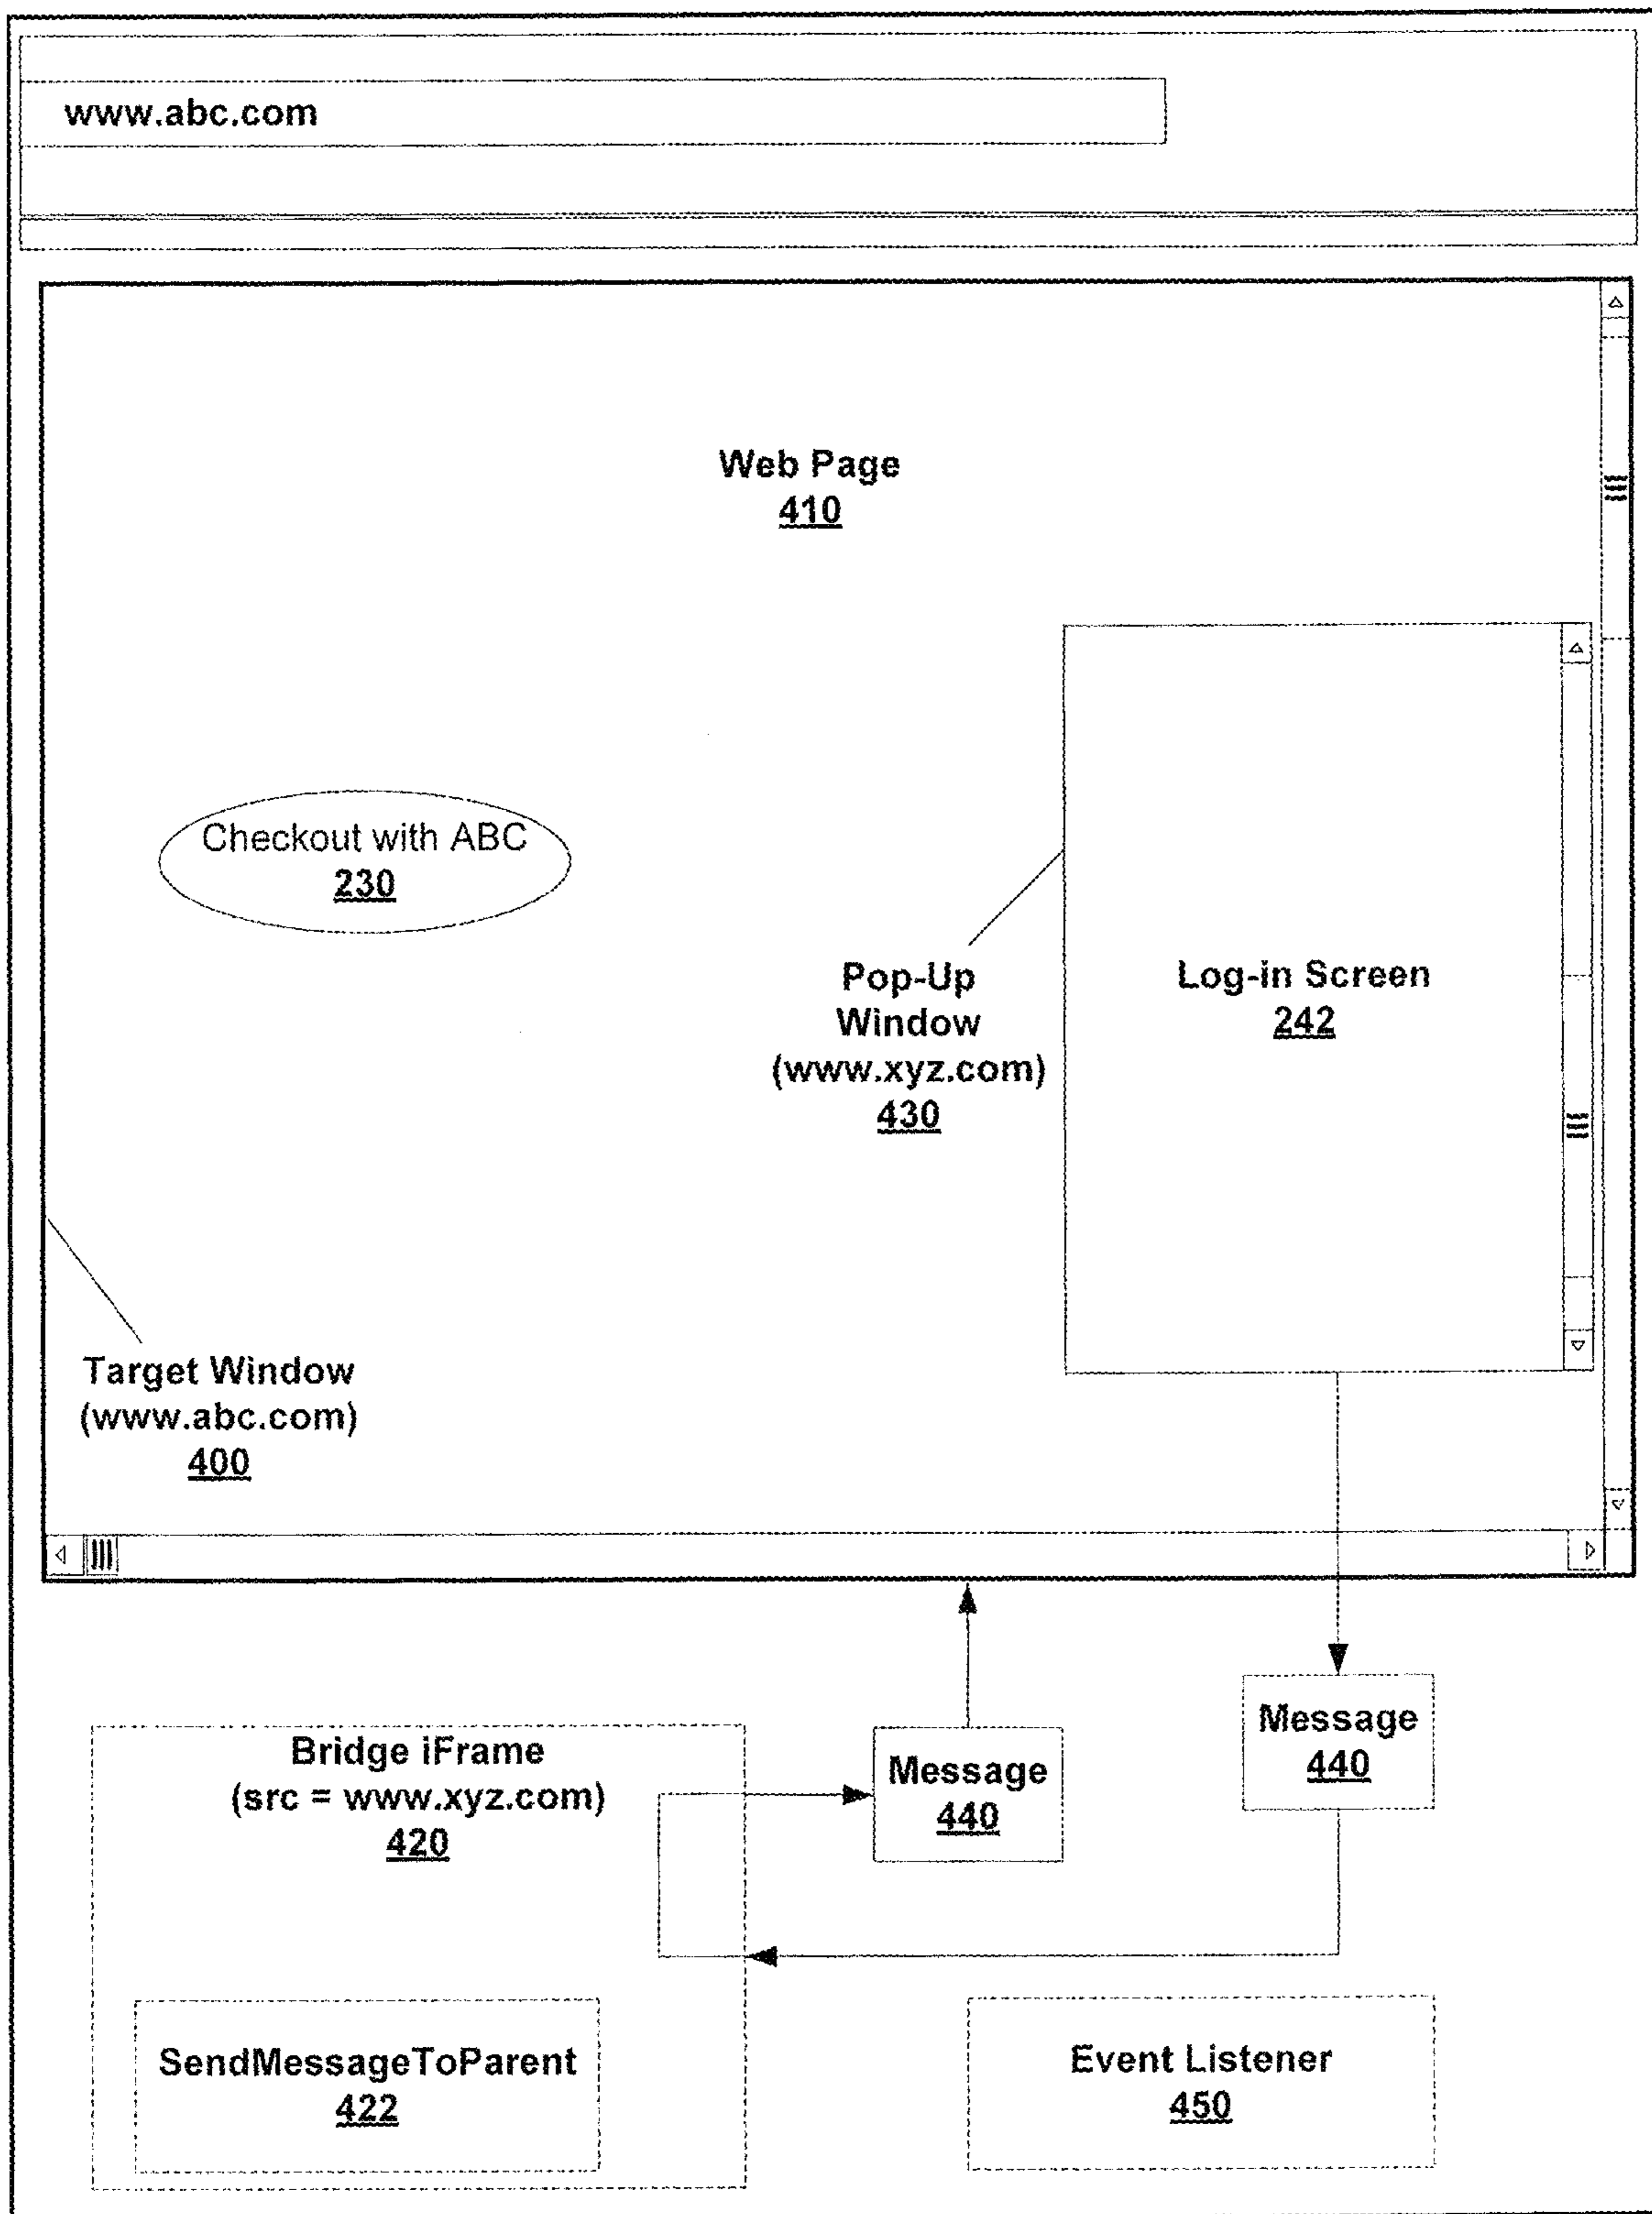 www.abc.com
Web Page
410
Checkout with ABC
230
Pop-Up
Window
(www.xyz.com)
430
Log-in Screen
242
Target Window
(www.abc.com)
400
Message
440
Bridge iFrame
(src = www.xyz.com)
420
Message
440
SendMessageToParent
422
Event Listener
450